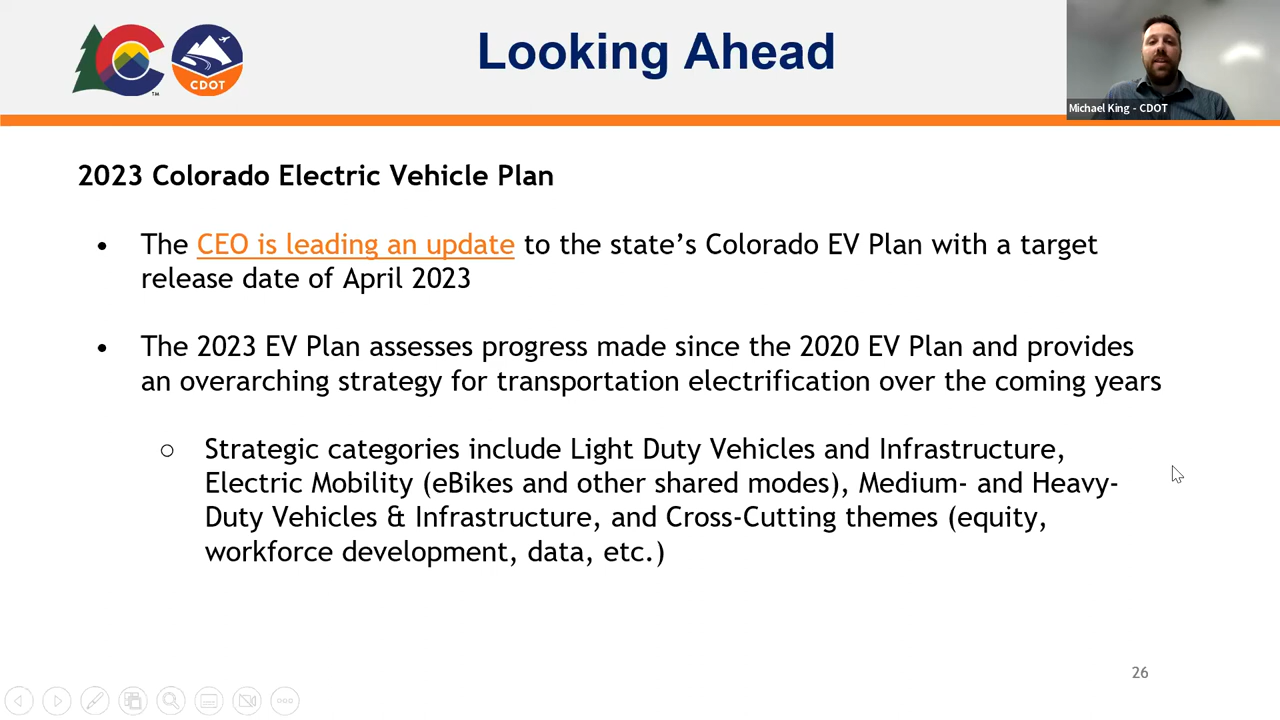 Looking Ahead
CDOT
TM
Michael King - CDOT
2023 Colorado Electric Vehicle Plan
• The CEO is leading an update to the state’s Colorado EV Plan with a target
release date of April 2023
• The 2023 EV Plan assesses progress made since the 2020 EV Plan and provides
an overarching strategy for transportation electrification over the coming years
○ Strategic categories include Light Duty Vehicles and Infrastructure,
Electric Mobility (eBikes and other shared modes), Medium- and Heavy-
Duty Vehicles & Infrastructure, and Cross-Cutting themes (equity,
workforce development, data, etc.)
26